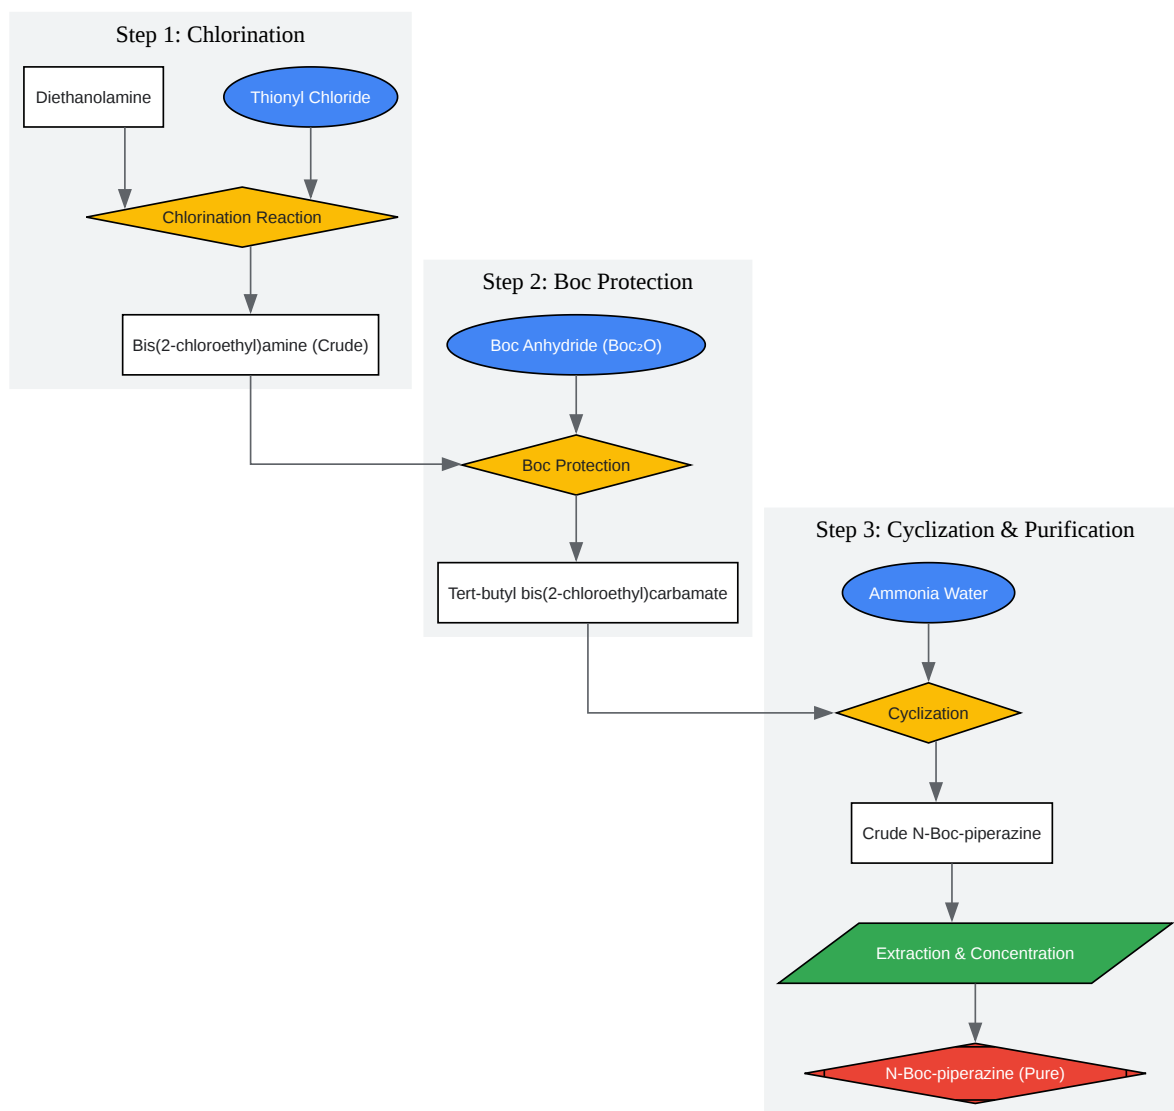 Step 1: Chlorination
Diethanolamine
Thionyl Chloride
Chlorination Reaction
Bis(2-chloroethyl)amine (Crude)
Step 2: Boc Protection
Boc Anhydride (Boc₂O)
Boc Protection
Tert-butyl bis(2-chloroethyl)carbamate
Step 3: Cyclization & Purification
Ammonia Water
Cyclization
Crude N-Boc-piperazine
Extraction & Concentration
N-Boc-piperazine (Pure)